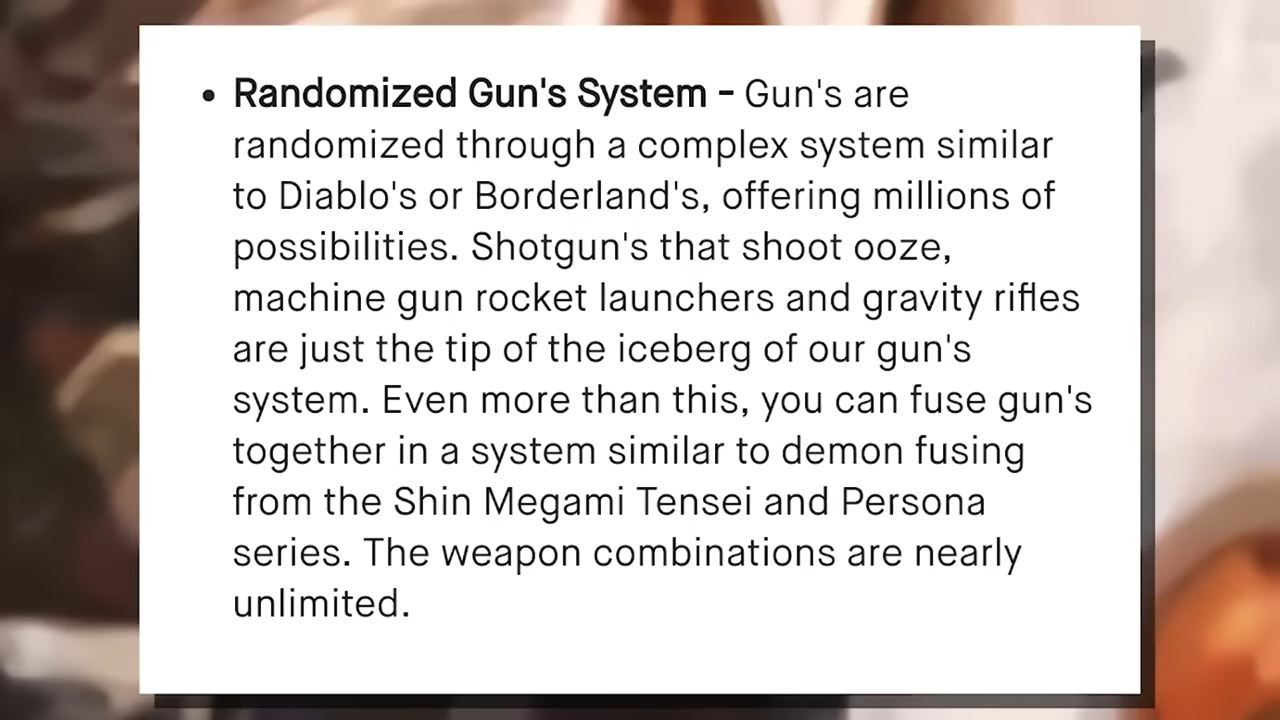 • Randomized Gun's System - Gun's are
randomized through a complex system similar
to Diablo's or Borderland's, offering millions of
possibilities. Shotgun's that shoot ooze,
machine gun rocket launchers and gravity rifles
are just the tip of the iceberg of our gun's
system. Even more than this, you can fuse gun's
together in a system similar to demon fusing
from the Shin Megami Tensei and Persona
series. The weapon combinations are nearly
unlimited.